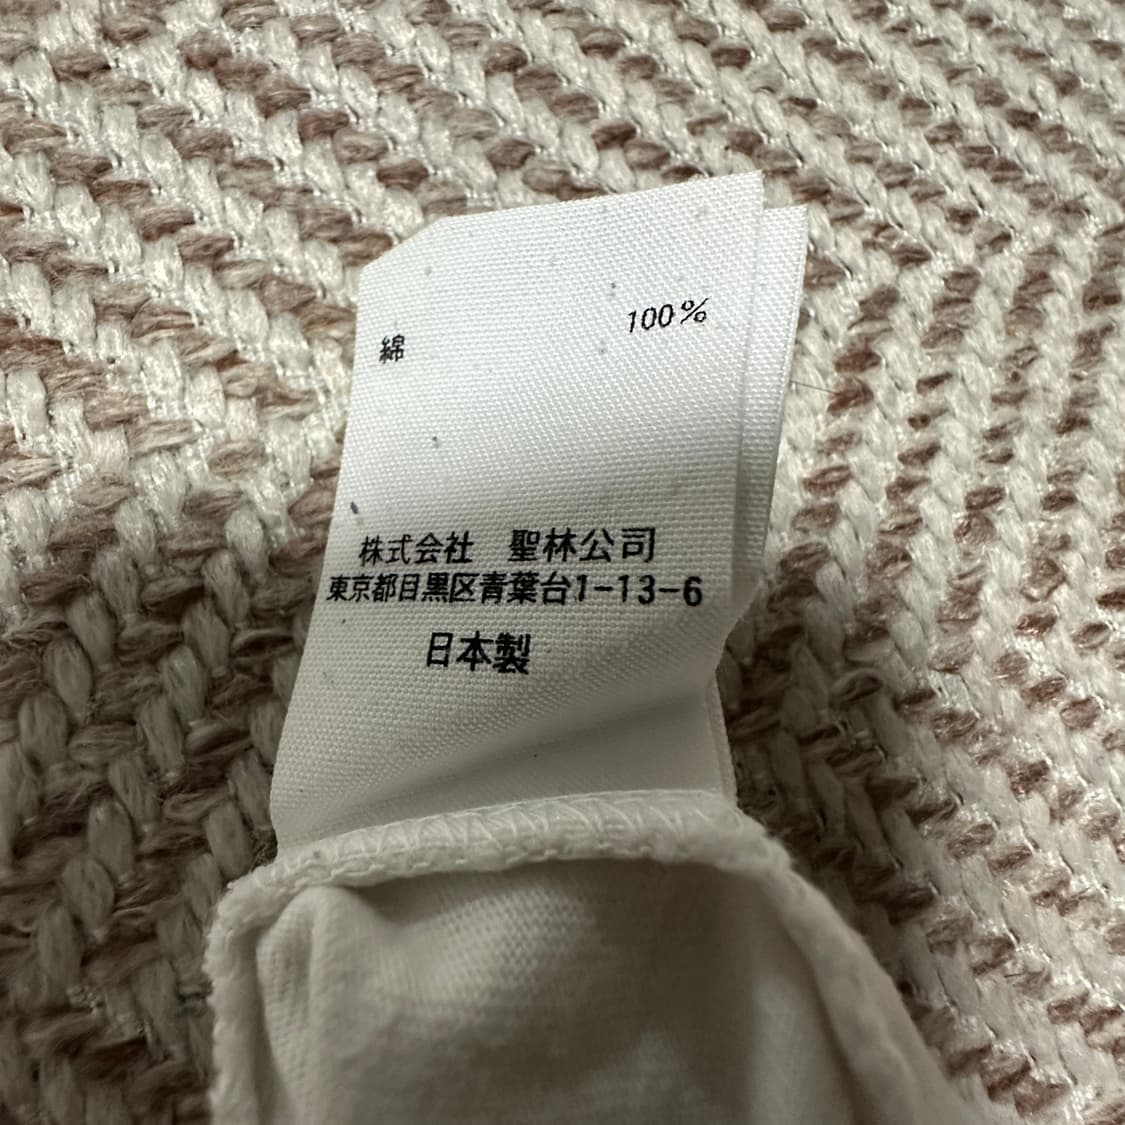 綿 100%
株式会社 聖林公司
東京都目黒区青葉台1-13-6
日本製